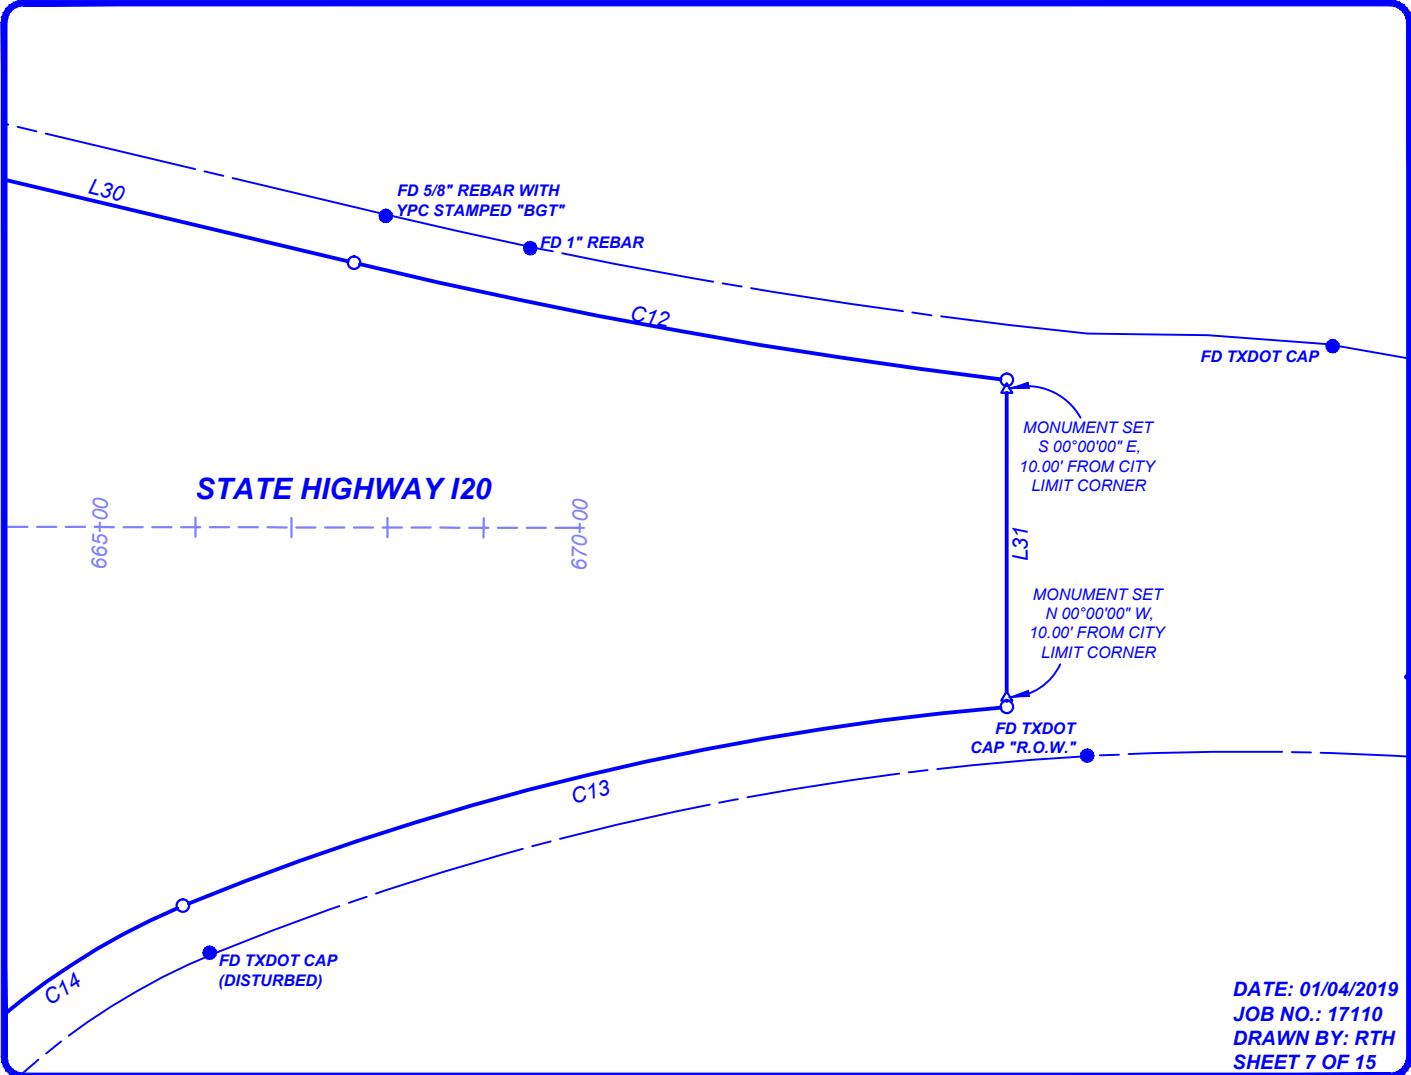 L30
FD 5/8" REBAR WITH
YPC STAMPED "BGT"
FD 1" REBAR
C12
FD TXDOT CAP
MONUMENT SET
S 00°00'00" E,
10.00' FROM CITY
LIMIT CORNER
STATE HIGHWAY I20
665+00
670+00
L31
MONUMENT SET
N 00°00'00" W,
10.00' FROM CITY
LIMIT CORNER
FD TXDOT
CAP "R.O.W."
C13
FD TXDOT CAP
(DISTURBED)
C14
DATE: 01/04/2019
JOB NO.: 17110
DRAWN BY: RTH
SHEET 7 OF 15